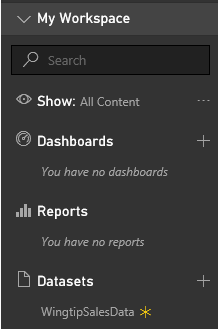 My Workspace
Search
Show: All Content ...
Dashboards +
You have no dashboards
Reports
You have no reports
Datasets +
WingtipSalesData